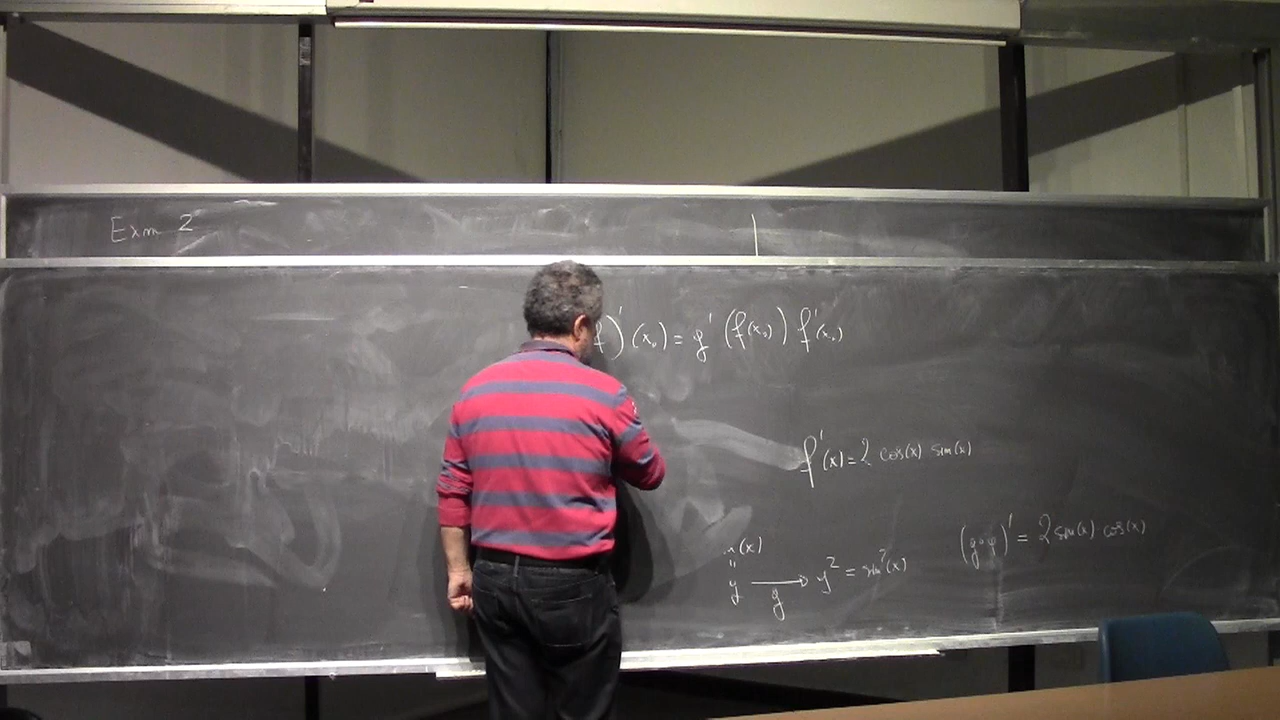 Exm 2
f)'(x₀) = g'(f(x₀)) f'(x₀)
f'(x) = 2 cos(x) sin(x)
(x)
"
y → y² = sin²(x)
g
(g∘φ)' = 2 sin(x) cos(x)